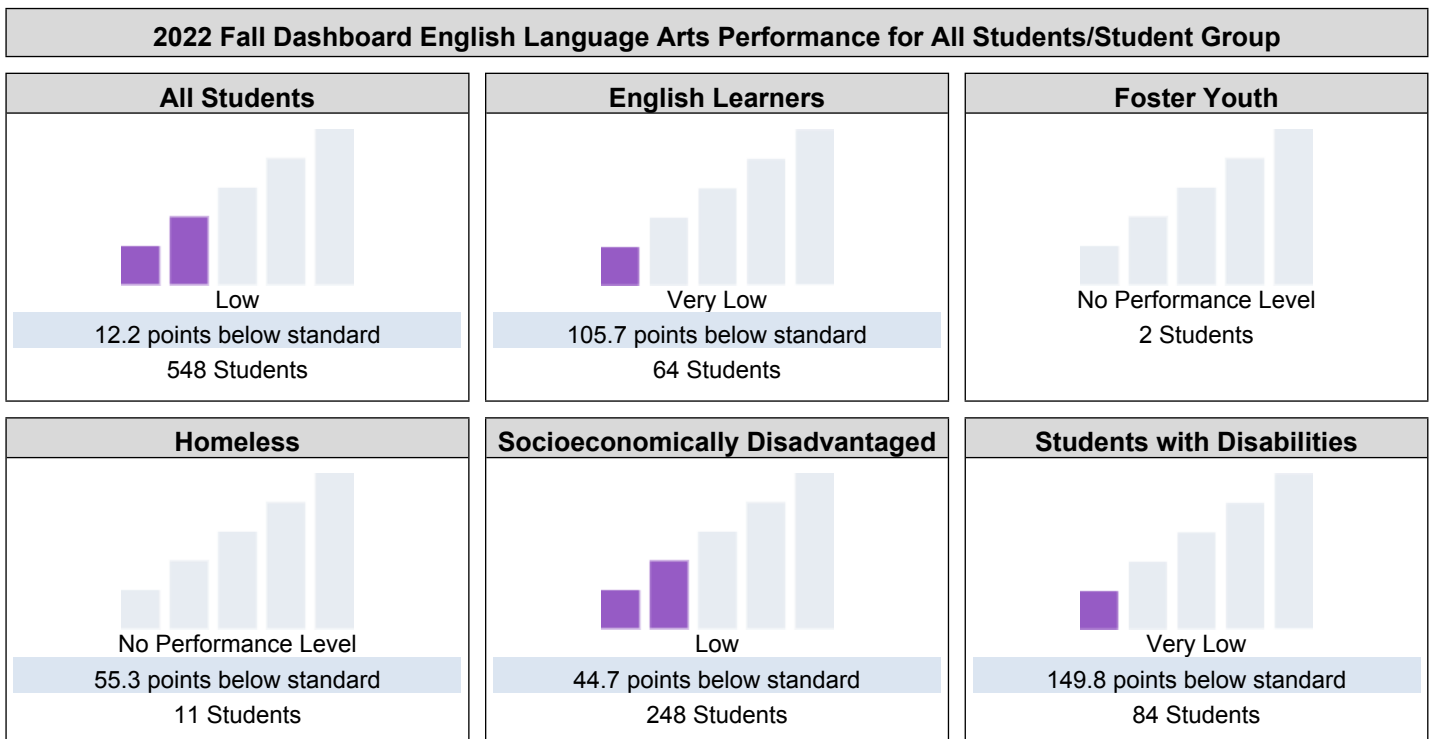 2022 Fall Dashboard English Language Arts Performance for All Students/Student Group
All Students
Low
12.2 points below standard
548 Students
English Learners
Very Low
105.7 points below standard
64 Students
Foster Youth
No Performance Level
2 Students
Homeless
No Performance Level
55.3 points below standard
11 Students
Socioeconomically Disadvantaged
Low
44.7 points below standard
248 Students
Students with Disabilities
Very Low
149.8 points below standard
84 Students